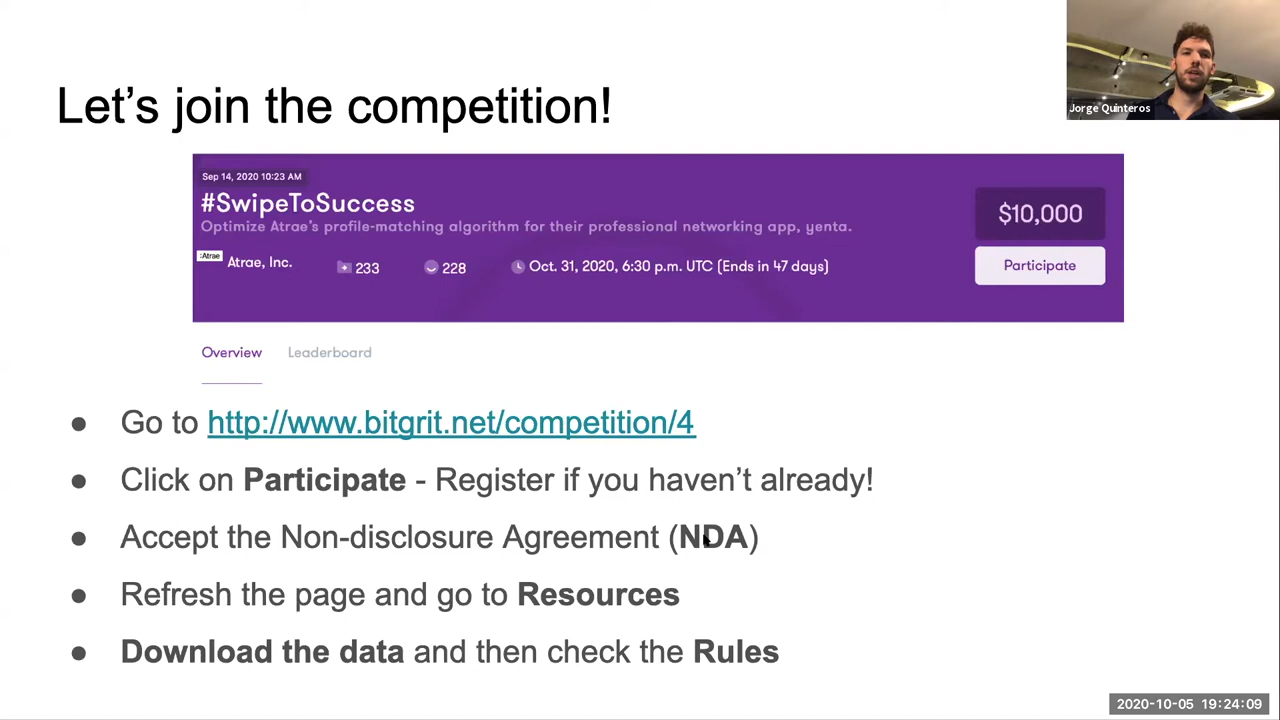 Let's join the competition!
Jorge Quinteros
Sep 14, 2020 10:23 AM
#SwipeToSuccess
Optimize Atrae's profile-matching algorithm for their professional networking app, yenta.
:Atrae
Atrae, Inc.
233
228
Oct. 31, 2020, 6:30 p.m. UTC (Ends in 47 days)
$10,000
Participate
Overview
Leaderboard
● Go to http://www.bitgrit.net/competition/4
● Click on Participate - Register if you haven't already!
● Accept the Non-disclosure Agreement (NDA)
● Refresh the page and go to Resources
● Download the data and then check the Rules
2020-10-05 19:24:09